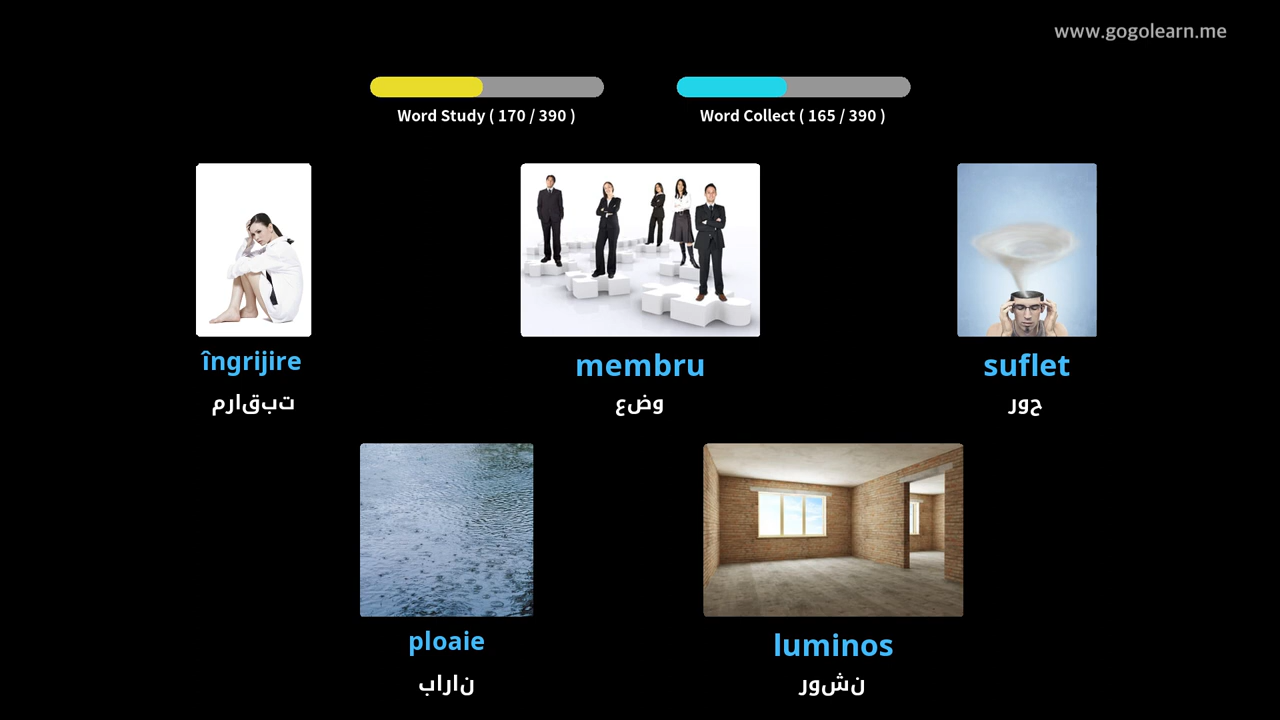 www.gogolearn.me
Word Study ( 170 / 390 )
Word Collect ( 165 / 390 )
îngrijire
تبقارم
membru
وضع
suflet
حور
ploaie
ناراب
luminos
نشور